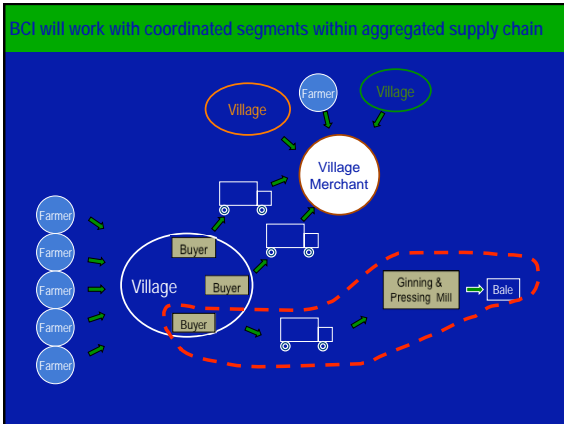 BCI will work with coordinated segments within aggregated supply chain
Farmer
Village
Village
Village
Merchant
Farmer
Farmer
Farmer
Farmer
Farmer
Village
Buyer
Buyer
Buyer
Ginning &
Pressing Mill
Bale